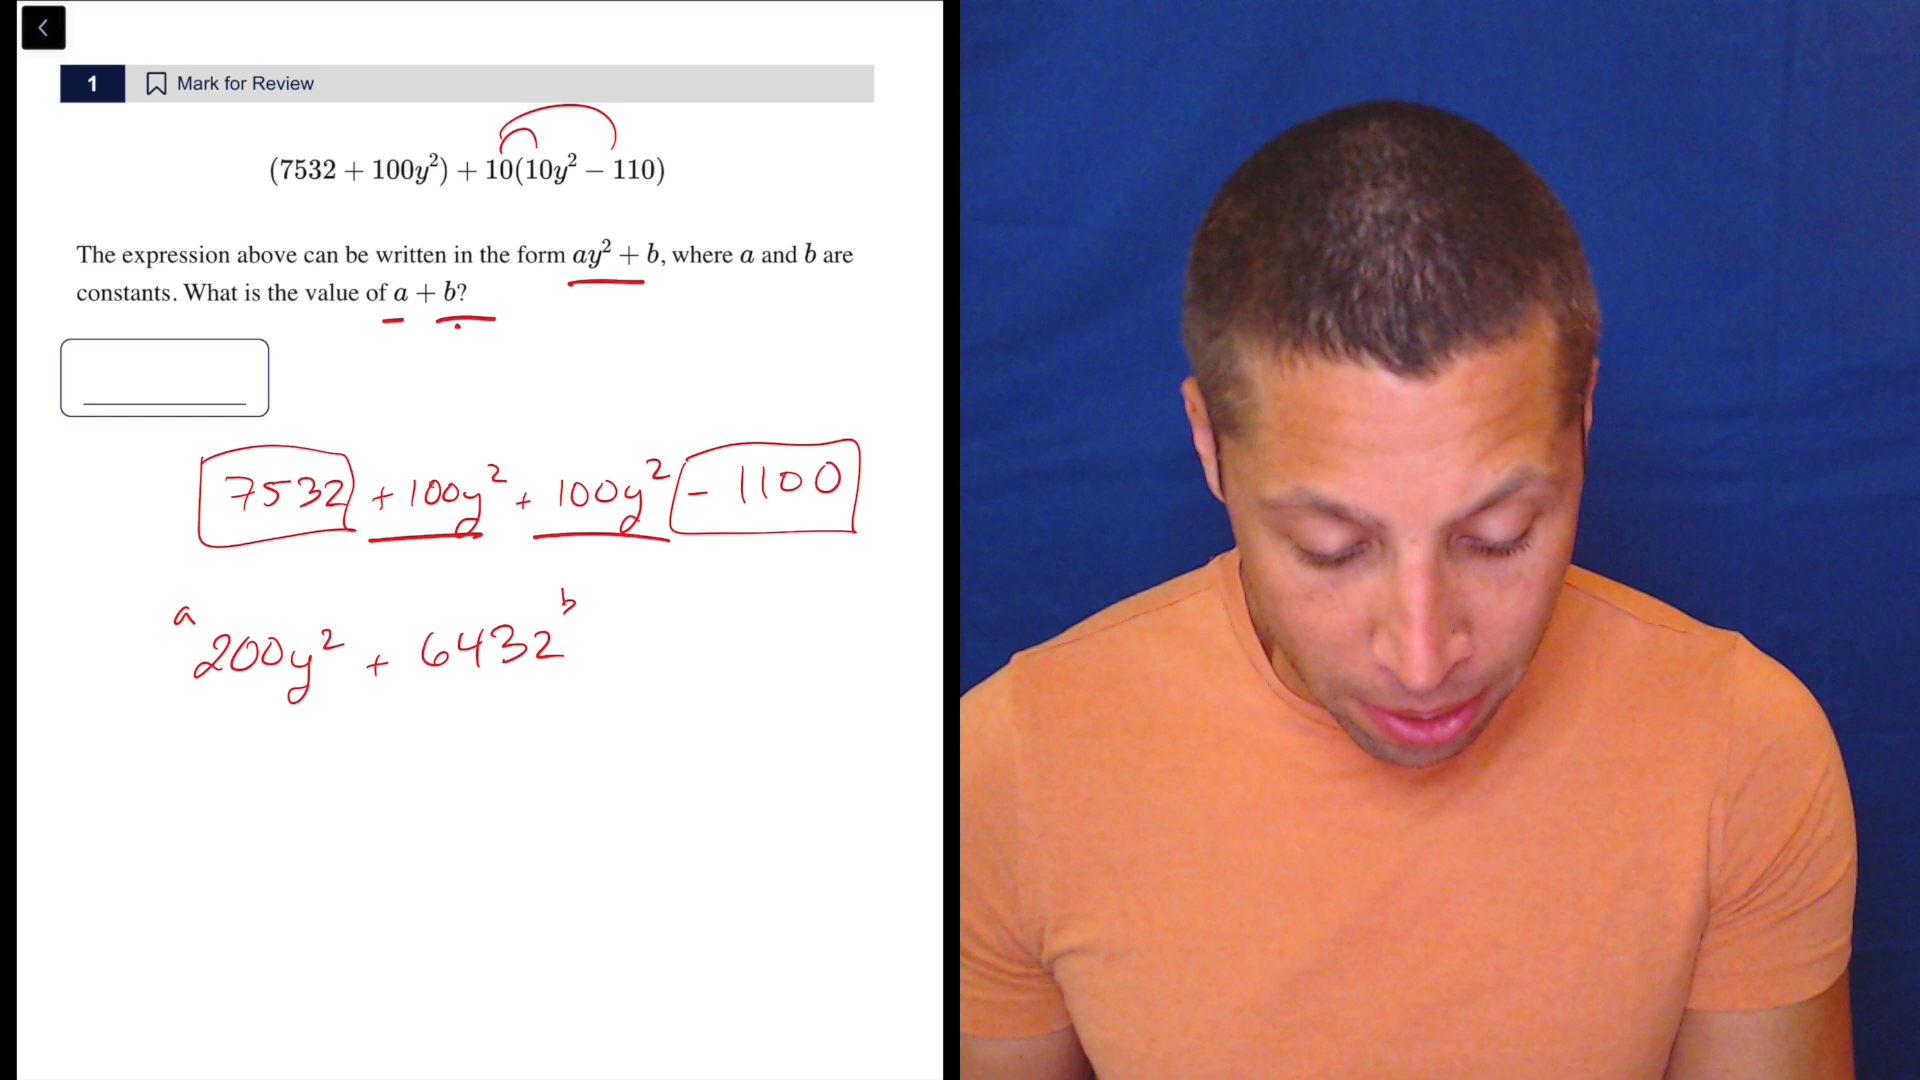 1 Mark for Review
(7532 + 100y²) + 10(10y² − 110)
The expression above can be written in the form ay² + b, where a and b are
constants. What is the value of a + b?
7532 + 100y² + 100y² − 1100
a b
200y² + 6432